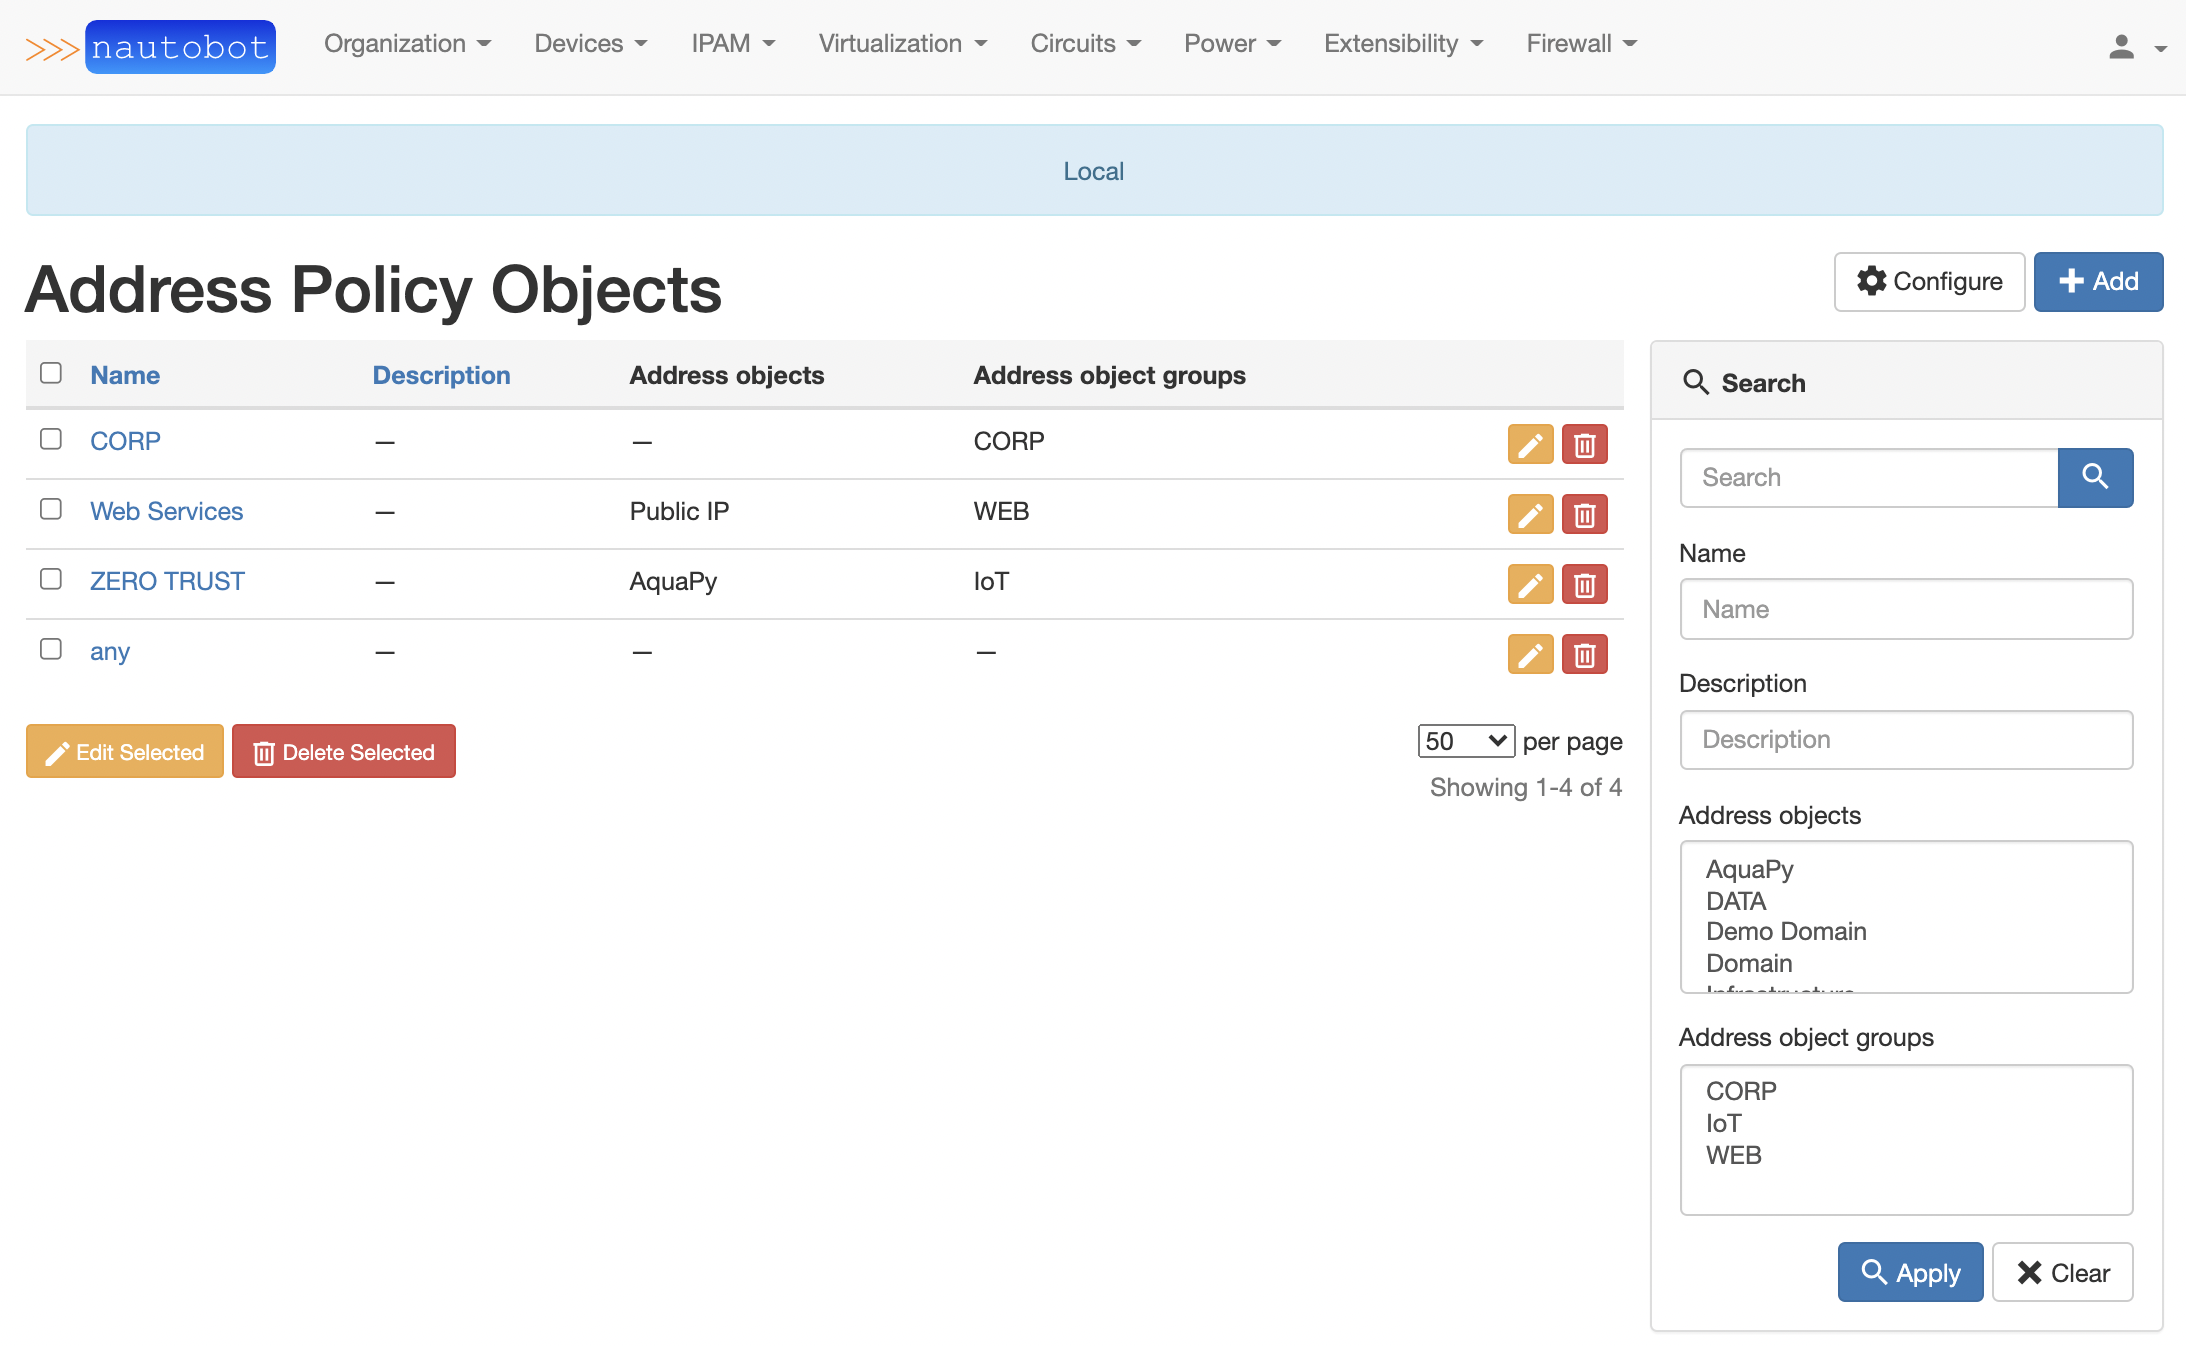 >>> nautobot Organization Devices IPAM Virtualization Circuits Power Extensibility Firewall
Local
Address Policy Objects
Configure
Add
Name Description Address objects Address object groups
CORP — — CORP
Web Services — Public IP WEB
ZERO TRUST — AquaPy IoT
any — — —
Edit Selected Delete Selected
50 per page
Showing 1-4 of 4
Search
Search
Name
Name
Description
Description
Address objects
AquaPy
DATA
Demo Domain
Domain
Infrastructure
Address object groups
CORP
IoT
WEB
Apply Clear